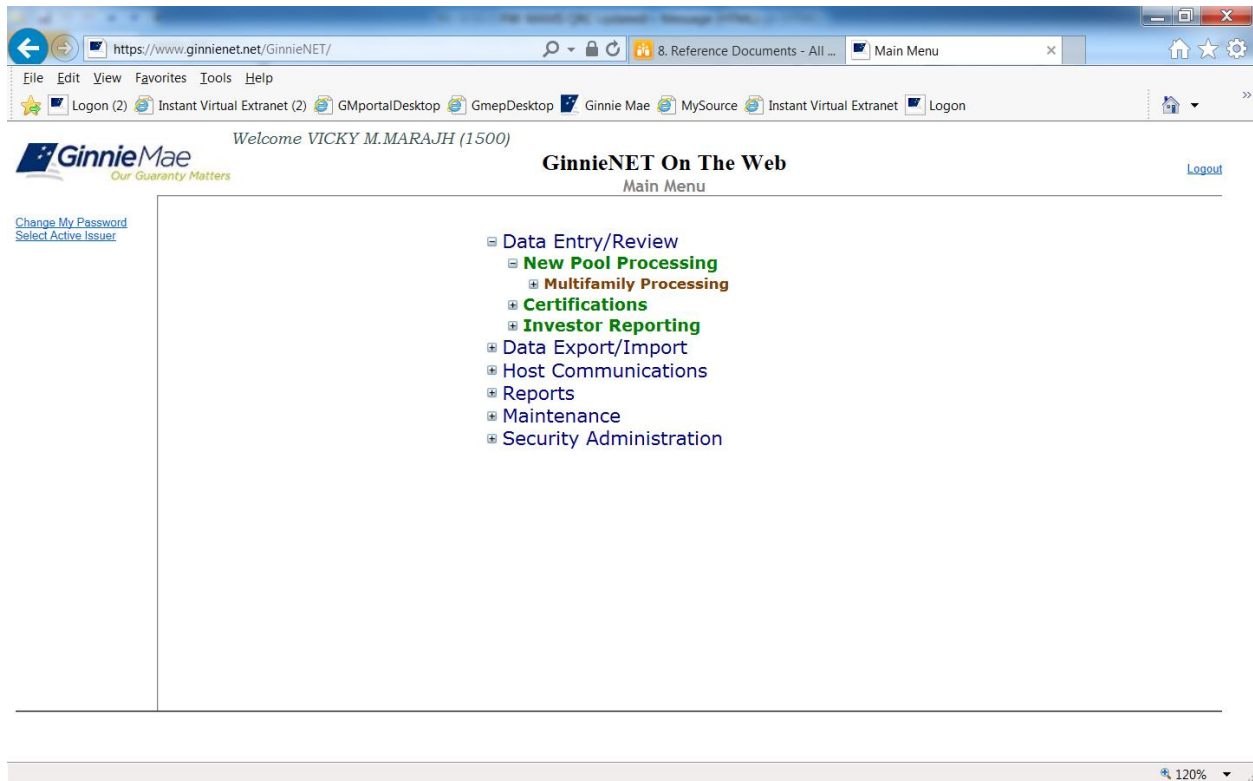 https://www.ginnienet.net/GinnieNET/
8. Reference Documents - All ...
Main Menu
File Edit View Favorites Tools Help
Logon (2) Instant Virtual Extranet (2) GMportalDesktop GmepDesktop Ginnie Mae MySource Instant Virtual Extranet Logon
Welcome VICKY M.MARAJH (1500)
GinnieMae
Our Guaranty Matters
GinnieNET On The Web
Main Menu
Logout
Change My Password
Select Active Issuer
Data Entry/Review
New Pool Processing
Multifamily Processing
Certifications
Investor Reporting
Data Export/Import
Host Communications
Reports
Maintenance
Security Administration
120%